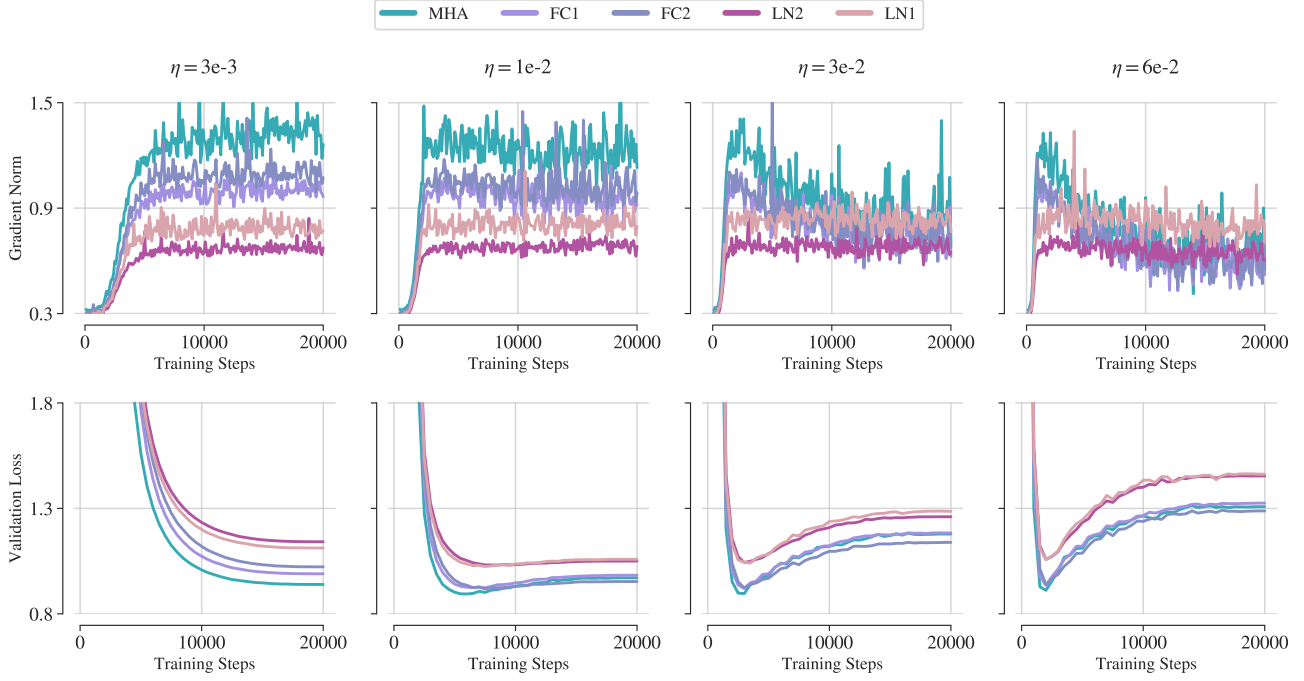 MHA FC1 FC2 LN2 LN1
η = 3e-3 η = 1e-2 η = 3e-2 η = 6e-2
Gradient Norm
1.5
0.9
0.3
0 10000 20000 0 10000 20000 0 10000 20000 0 10000 20000
Training Steps Training Steps Training Steps Training Steps
Validation Loss
1.8
1.3
0.8
0 10000 20000 0 10000 20000 0 10000 20000 0 10000 20000
Training Steps Training Steps Training Steps Training Steps